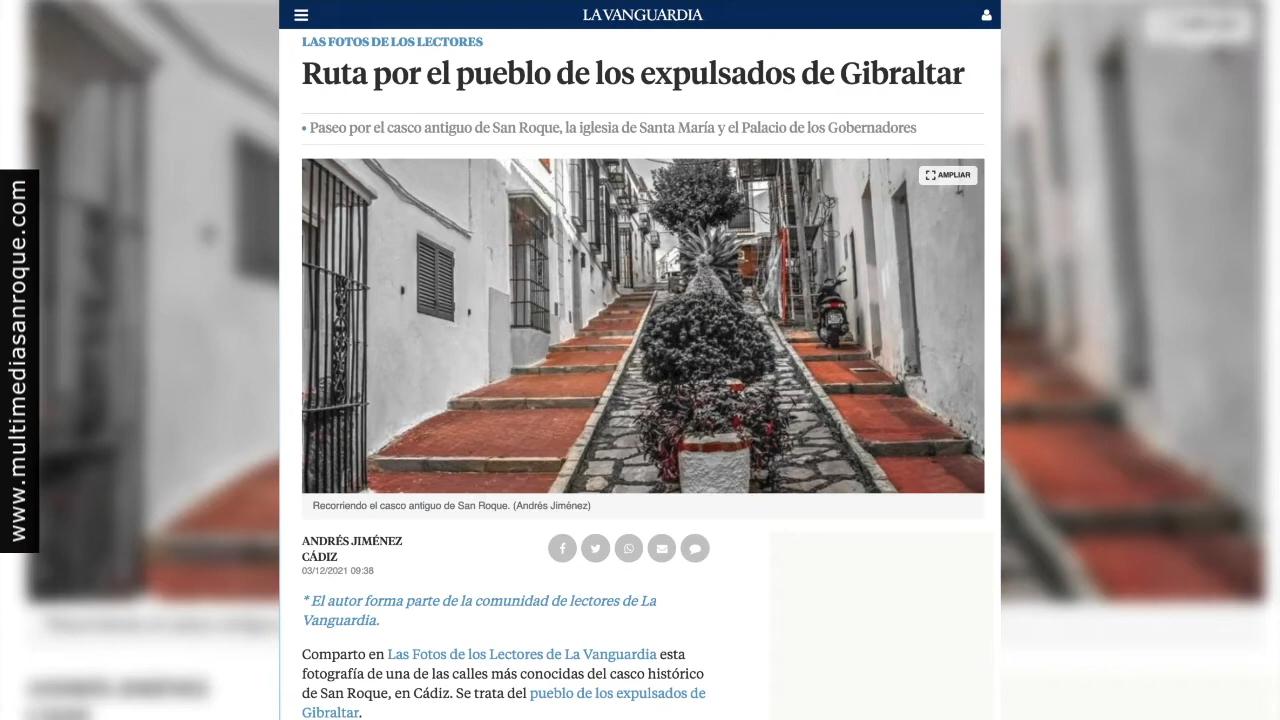 LA VANGUARDIA
LAS FOTOS DE LOS LECTORES
Ruta por el pueblo de los expulsados de Gibraltar
• Paseo por el casco antiguo de San Roque, la iglesia de Santa María y el Palacio de los Gobernadores
AMPLIAR
Recorriendo el casco antiguo de San Roque. (Andrés Jiménez)
ANDRÉS JIMÉNEZ
CÁDIZ
03/12/2021 09:38
* El autor forma parte de la comunidad de lectores de La
Vanguardia.
Comparto en Las Fotos de los Lectores de La Vanguardia esta
fotografía de una de las calles más conocidas del casco histórico
de San Roque, en Cádiz. Se trata del pueblo de los expulsados de
Gibraltar.
www.multimediasanroque.com